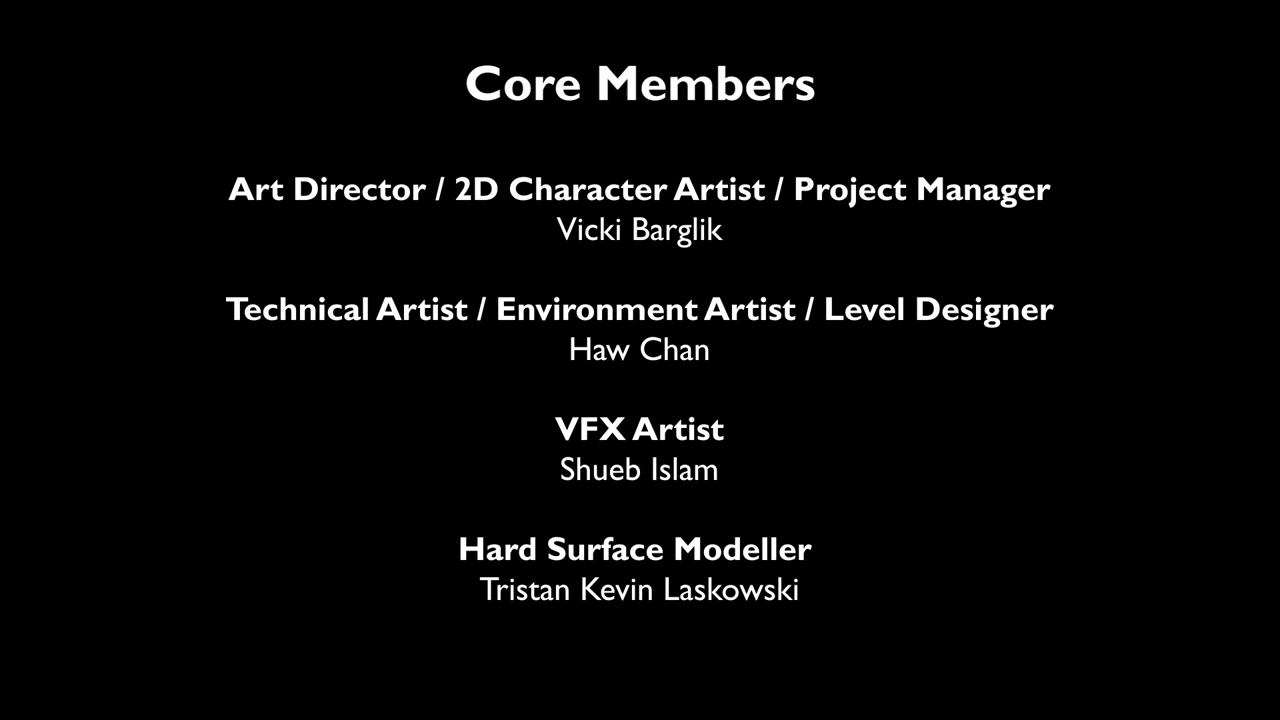 Core Members
Art Director / 2D Character Artist / Project Manager
Vicki Barglik
Technical Artist / Environment Artist / Level Designer
Haw Chan
VFX Artist
Shueb Islam
Hard Surface Modeller
Tristan Kevin Laskowski